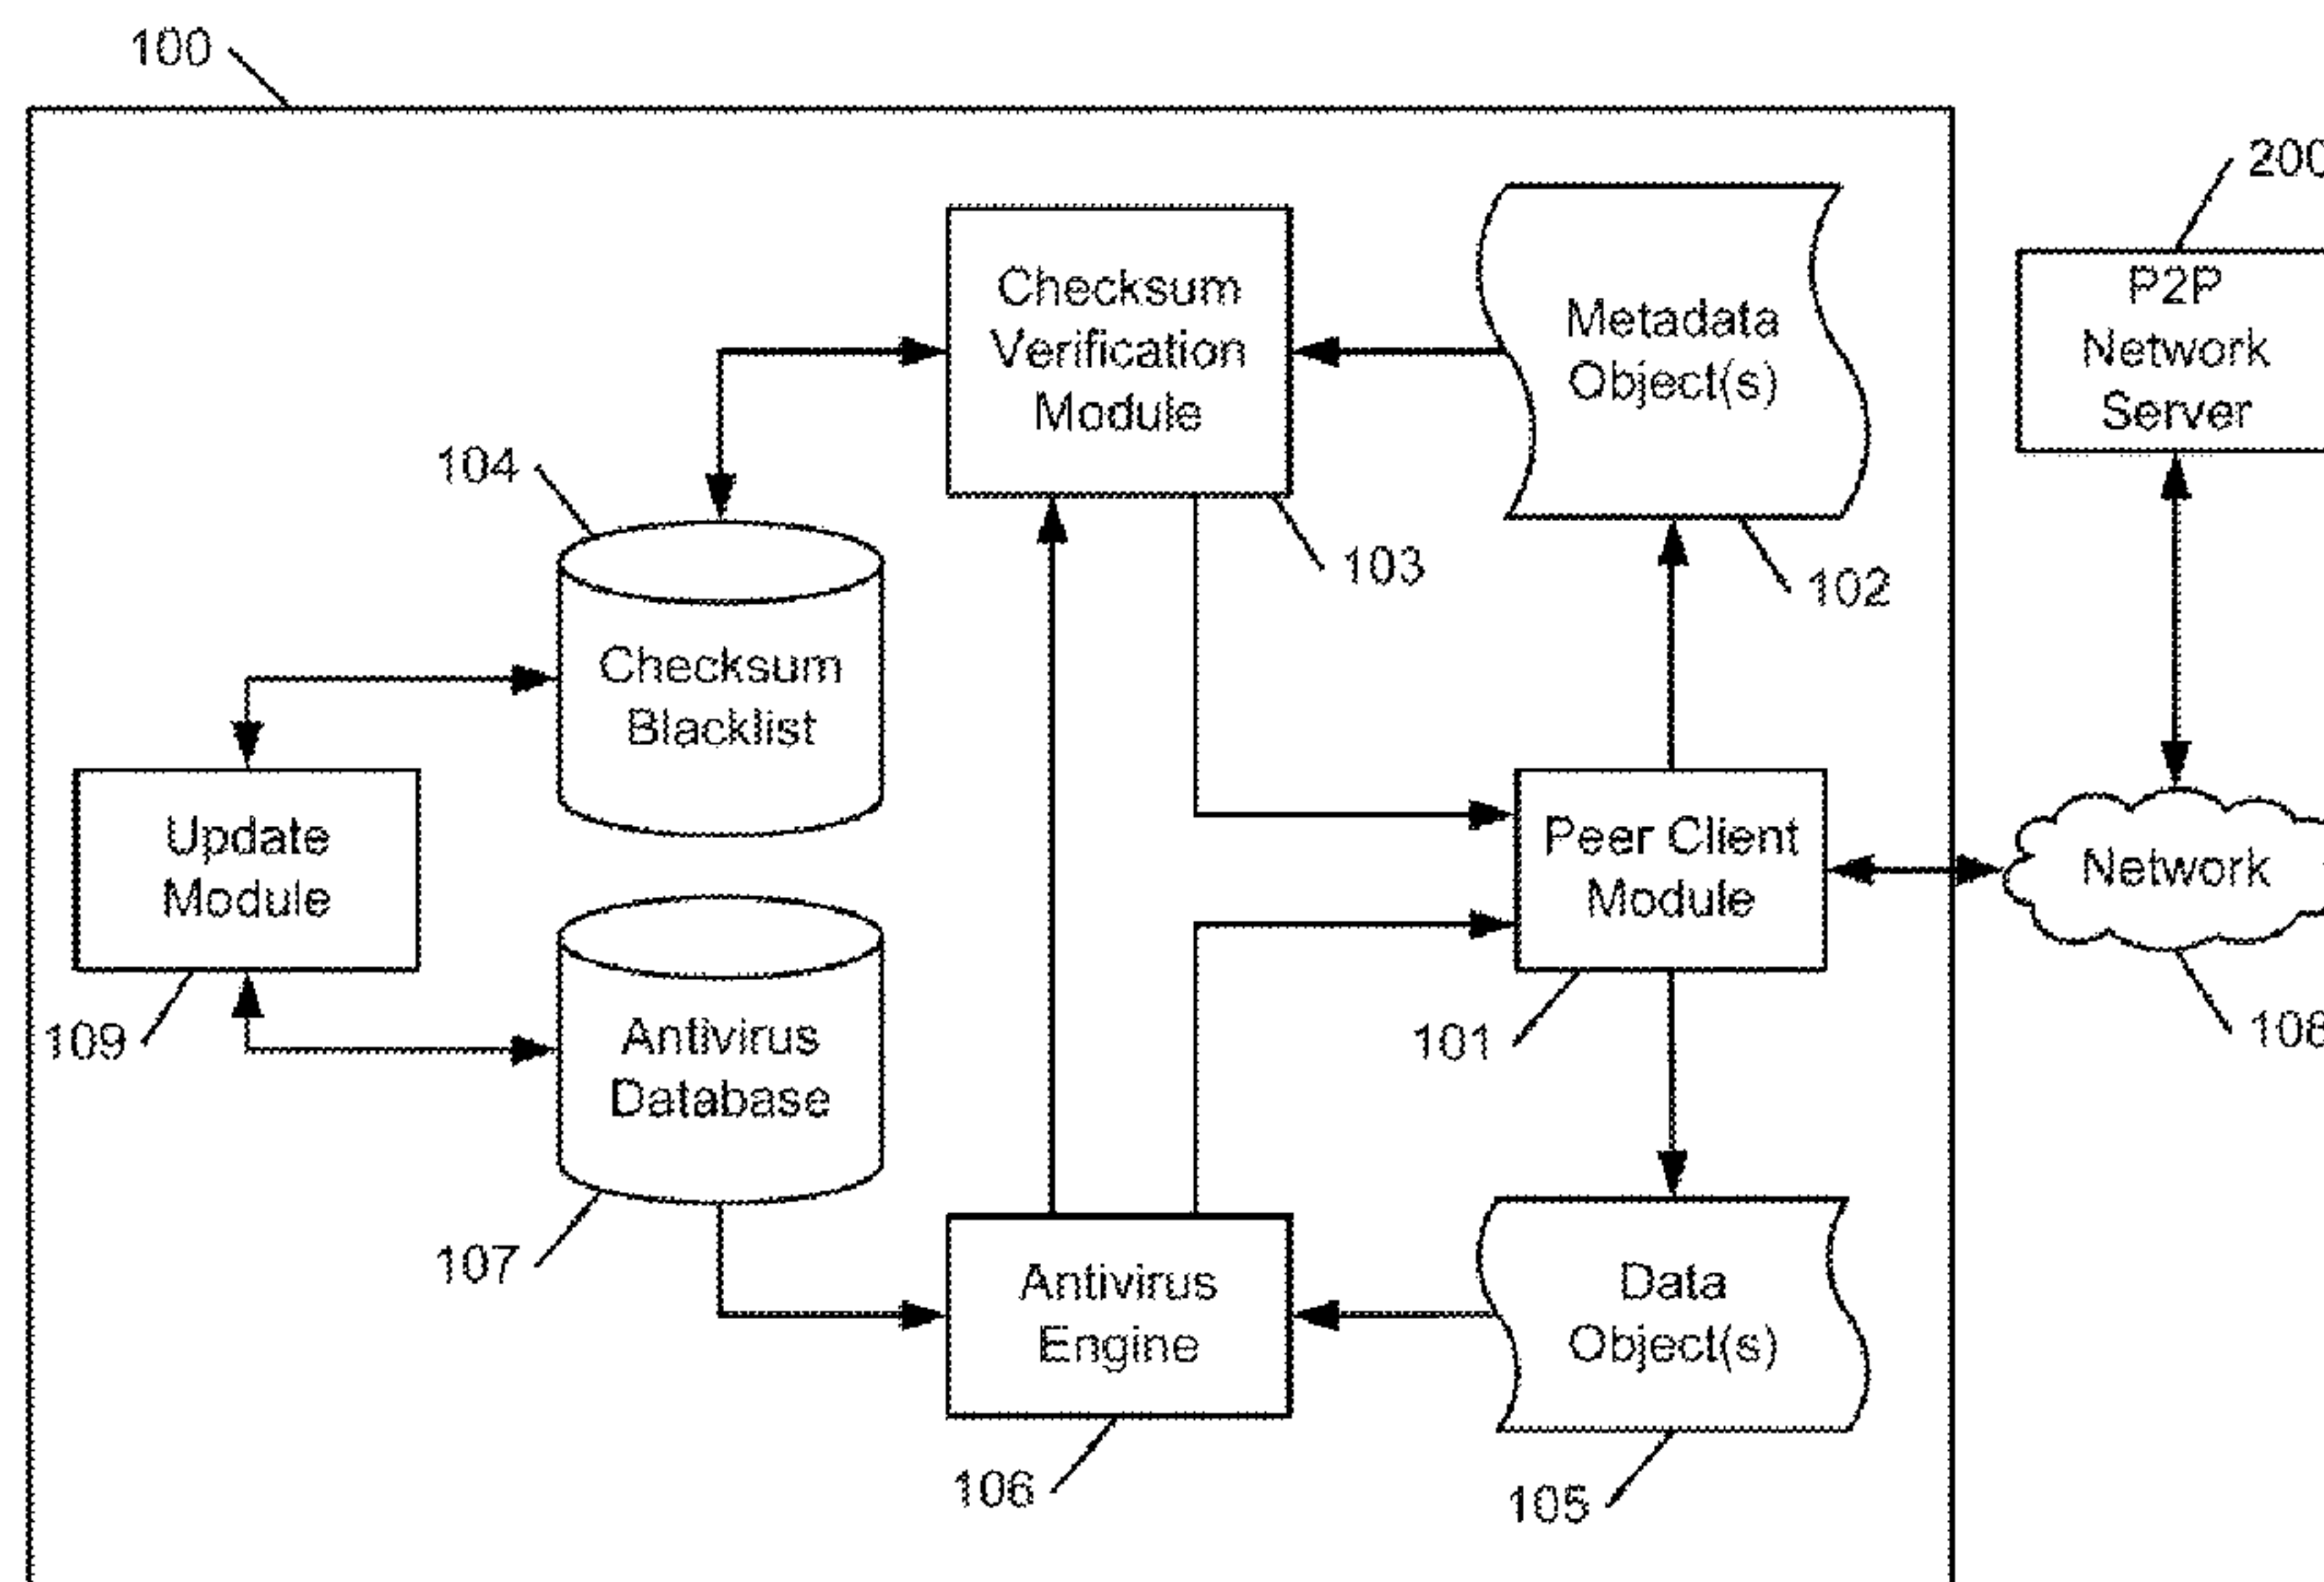 100
200
Checksum
Verification
Module
Metadata
Object(s)
P2P
Network
Server
104
103
102
Checksum
Blacklist
Update
Module
Peer Client
Module
Network
109
Antivirus
Database
101
107
Antivirus
Engine
Data
Object(s)
106
105